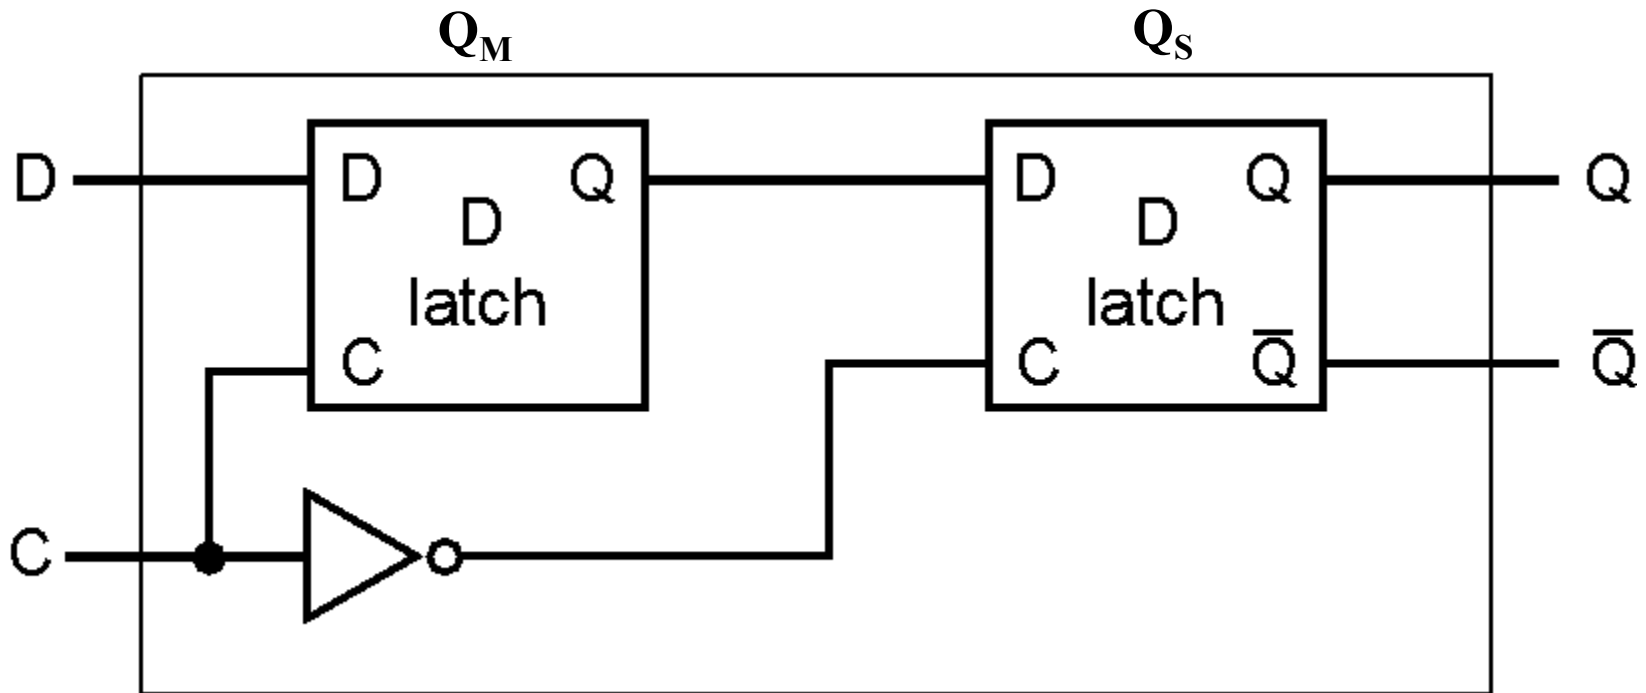 Q_M Q_S
D D Q D Q Q
D D
latch latch
C C Q̅ Q̅
C